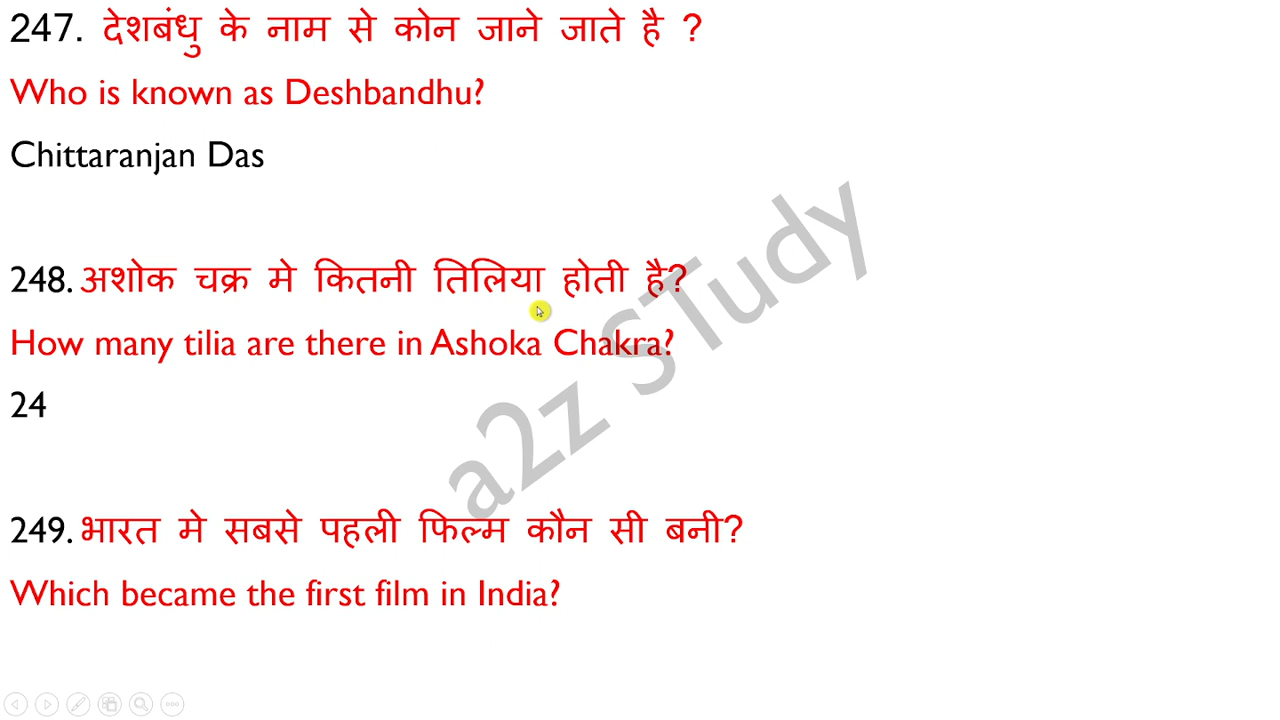 247. देशबंधु के नाम से कोन जाने जाते है ?
Who is known as Deshbandhu?
Chittaranjan Das
248. अशोक चक्र मे कितनी तिलिया होती है?
How many tilia are there in Ashoka Chakra?
24
249. भारत मे सबसे पहली फिल्म कौन सी बनी?
Which became the first film in India?
a2z STudy